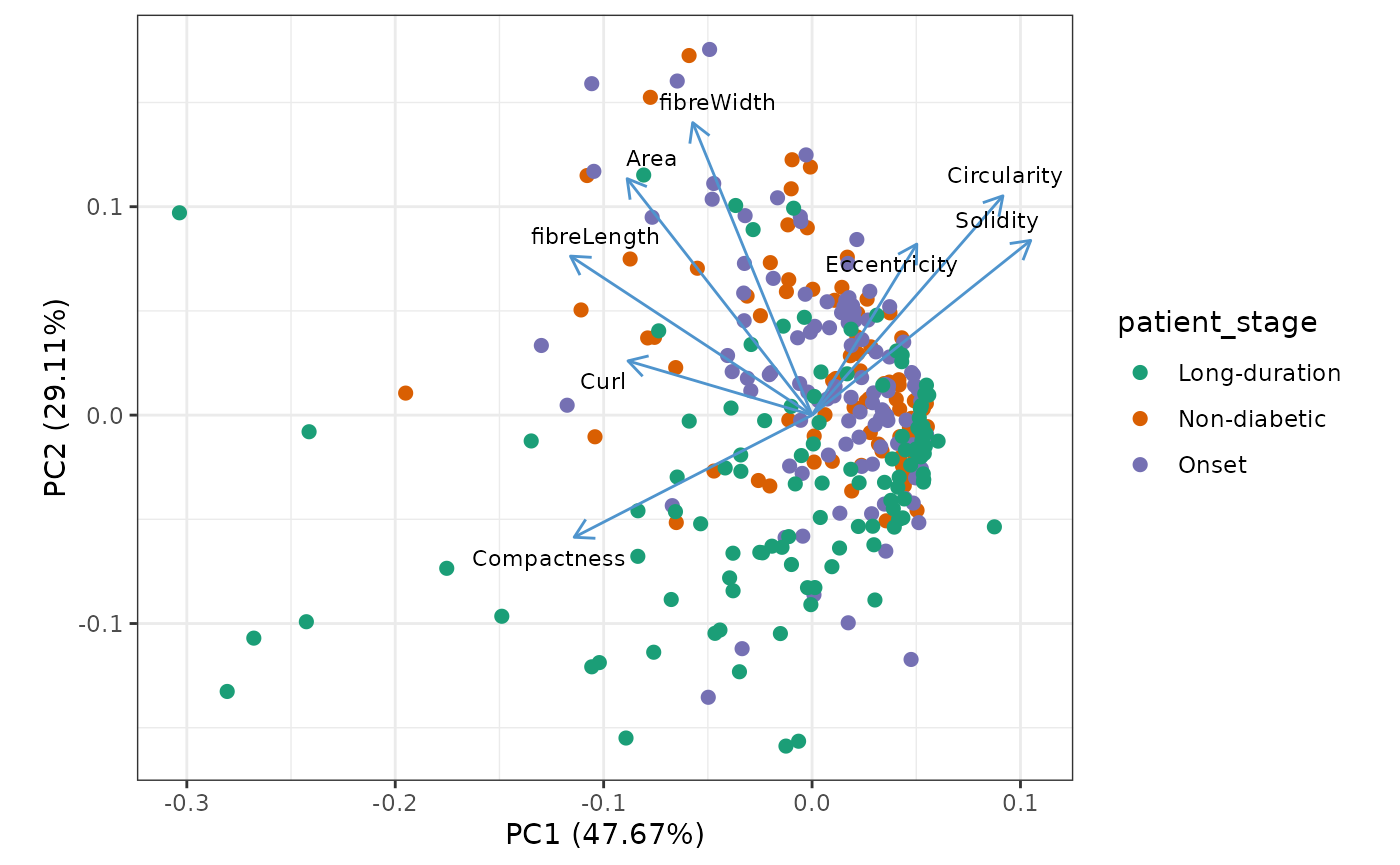 fibreWidth
Area
Circularity
Solidity
fibreLength
Eccentricity
Curl
Compactness
0.1
0.0
-0.1
-0.3
-0.2
-0.1
0.0
0.1
PC1 (47.67%)
PC2 (29.11%)
patient_stage
Long-duration
Non-diabetic
Onset